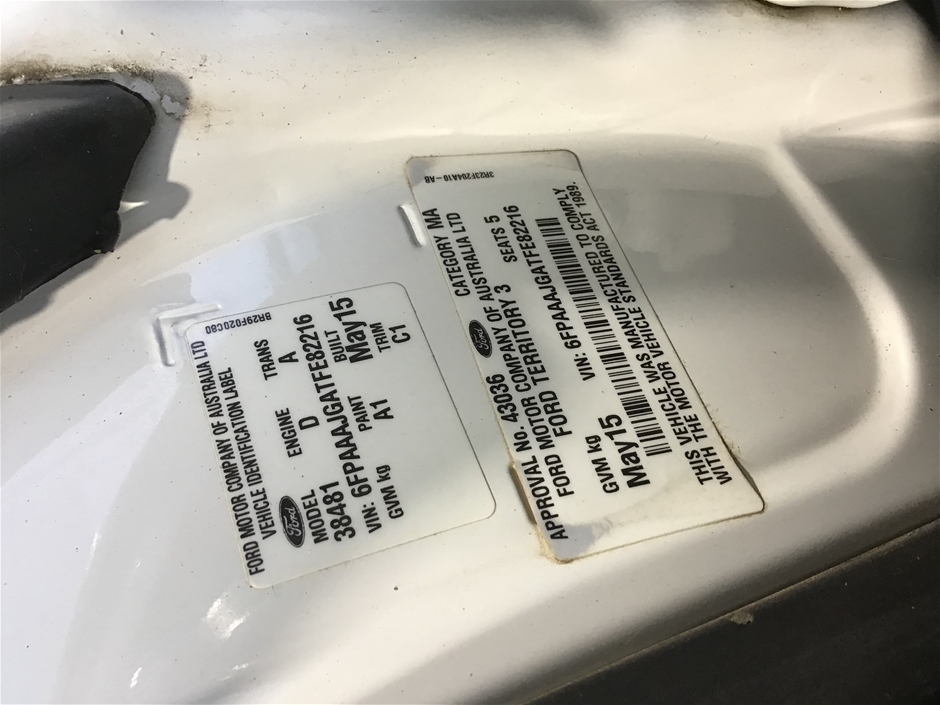 FORD MOTOR COMPANY OF AUSTRALIA LTD BR29F020C80
VEHICLE IDENTIFICATION LABEL
Ford
MODEL ENGINE TRANS
38481 D A
VIN: 6FPAAAJGATFE82216
GVM kg PAINT BUILT
A1 May15
TRIM
C1
3R23F204A10-AB
APPROVAL No. 43036 Ford CATEGORY MA
FORD MOTOR COMPANY OF AUSTRALIA LTD
FORD TERRITORY 3 SEATS 5
GVM kg VIN: 6FPAAAJGATFE82216
May15
THIS VEHICLE WAS MANUFACTURED TO COMPLY
WITH THE MOTOR VEHICLE STANDARDS ACT 1989.